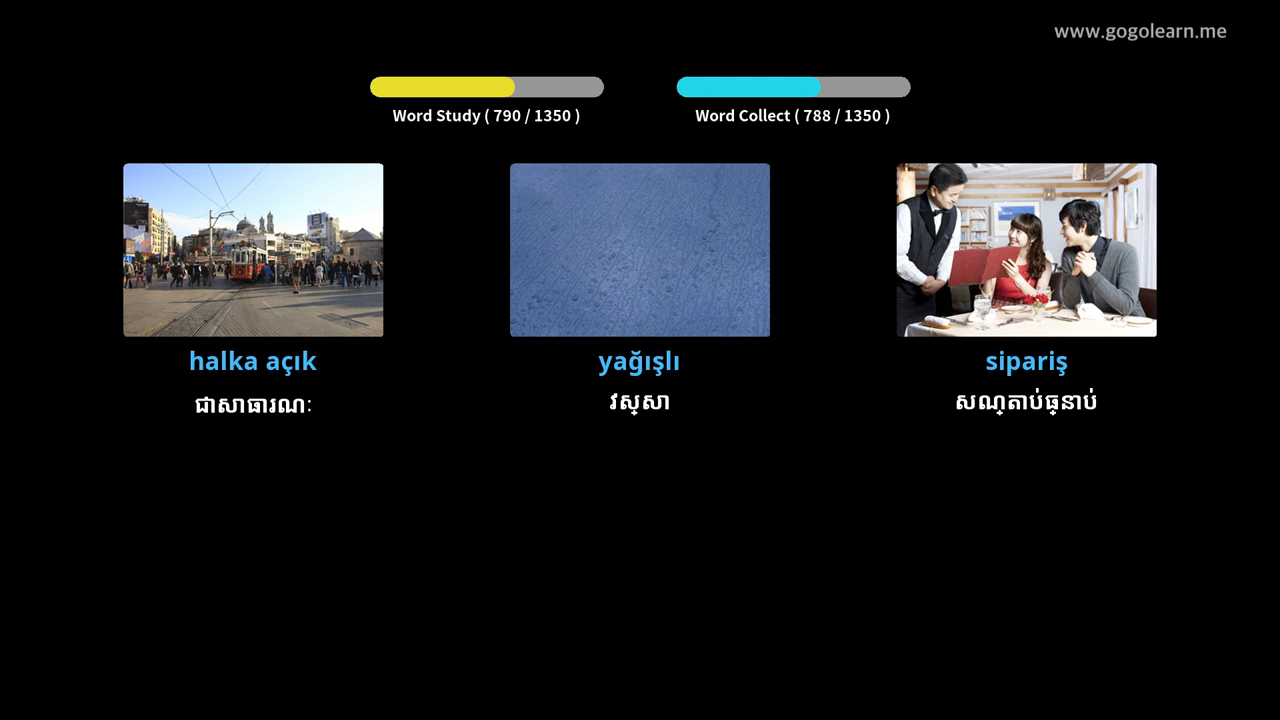 www.gogolearn.me
Word Study ( 790 / 1350 )
Word Collect ( 788 / 1350 )
halka açık
ជាសាធារណៈ
yağışlı
វស្សា
sipariş
សណ្តាប់ធ្នាប់